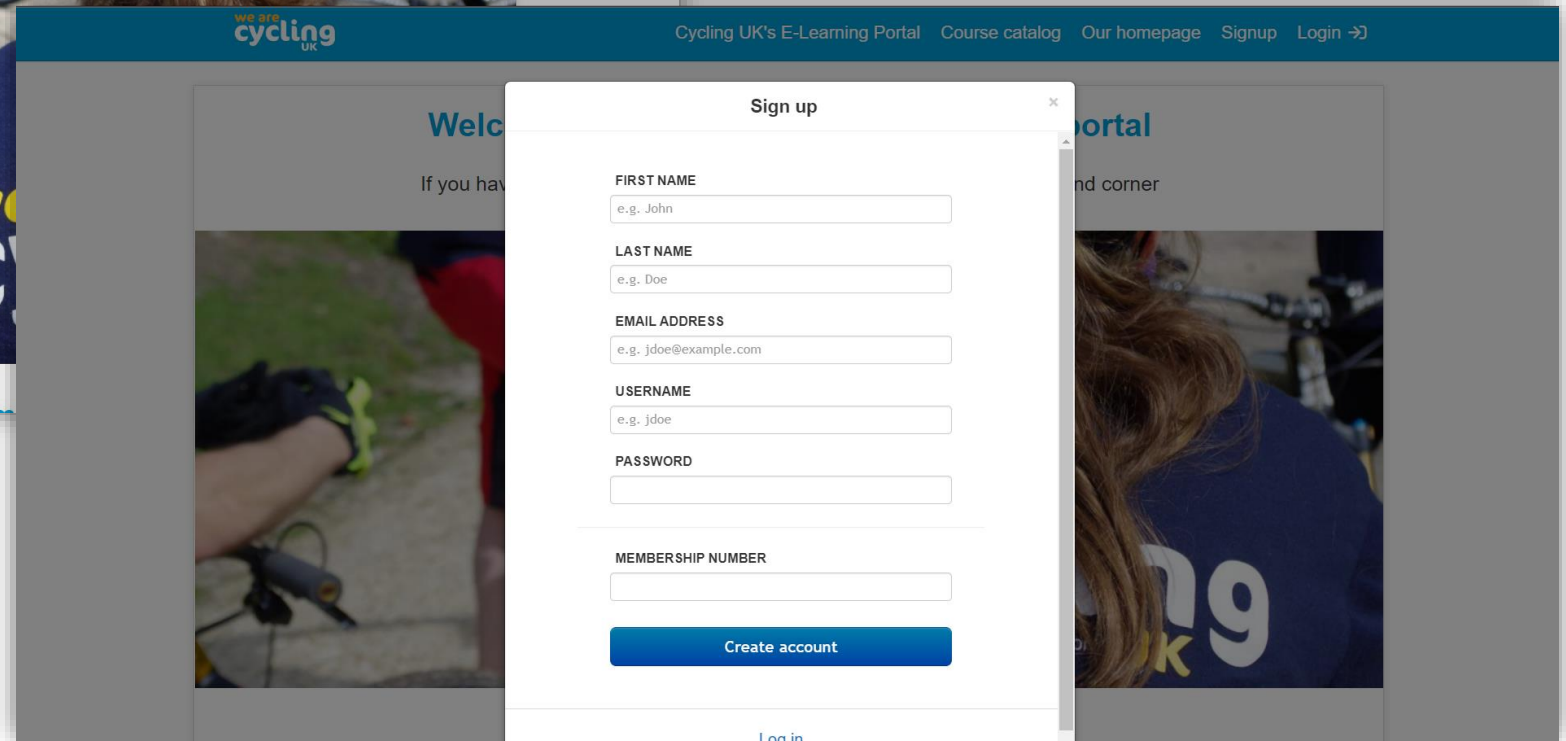 we are
cycling
UK
Cycling UK's E-Learning Portal Course catalog Our homepage Signup Login
Sign up
×
Welc
portal
If you hav
nd corner
FIRST NAME
e.g. John
LAST NAME
e.g. Doe
EMAIL ADDRESS
e.g. jdoe@example.com
USERNAME
e.g. jdoe
PASSWORD
MEMBERSHIP NUMBER
Create account
Log in
ng
UK